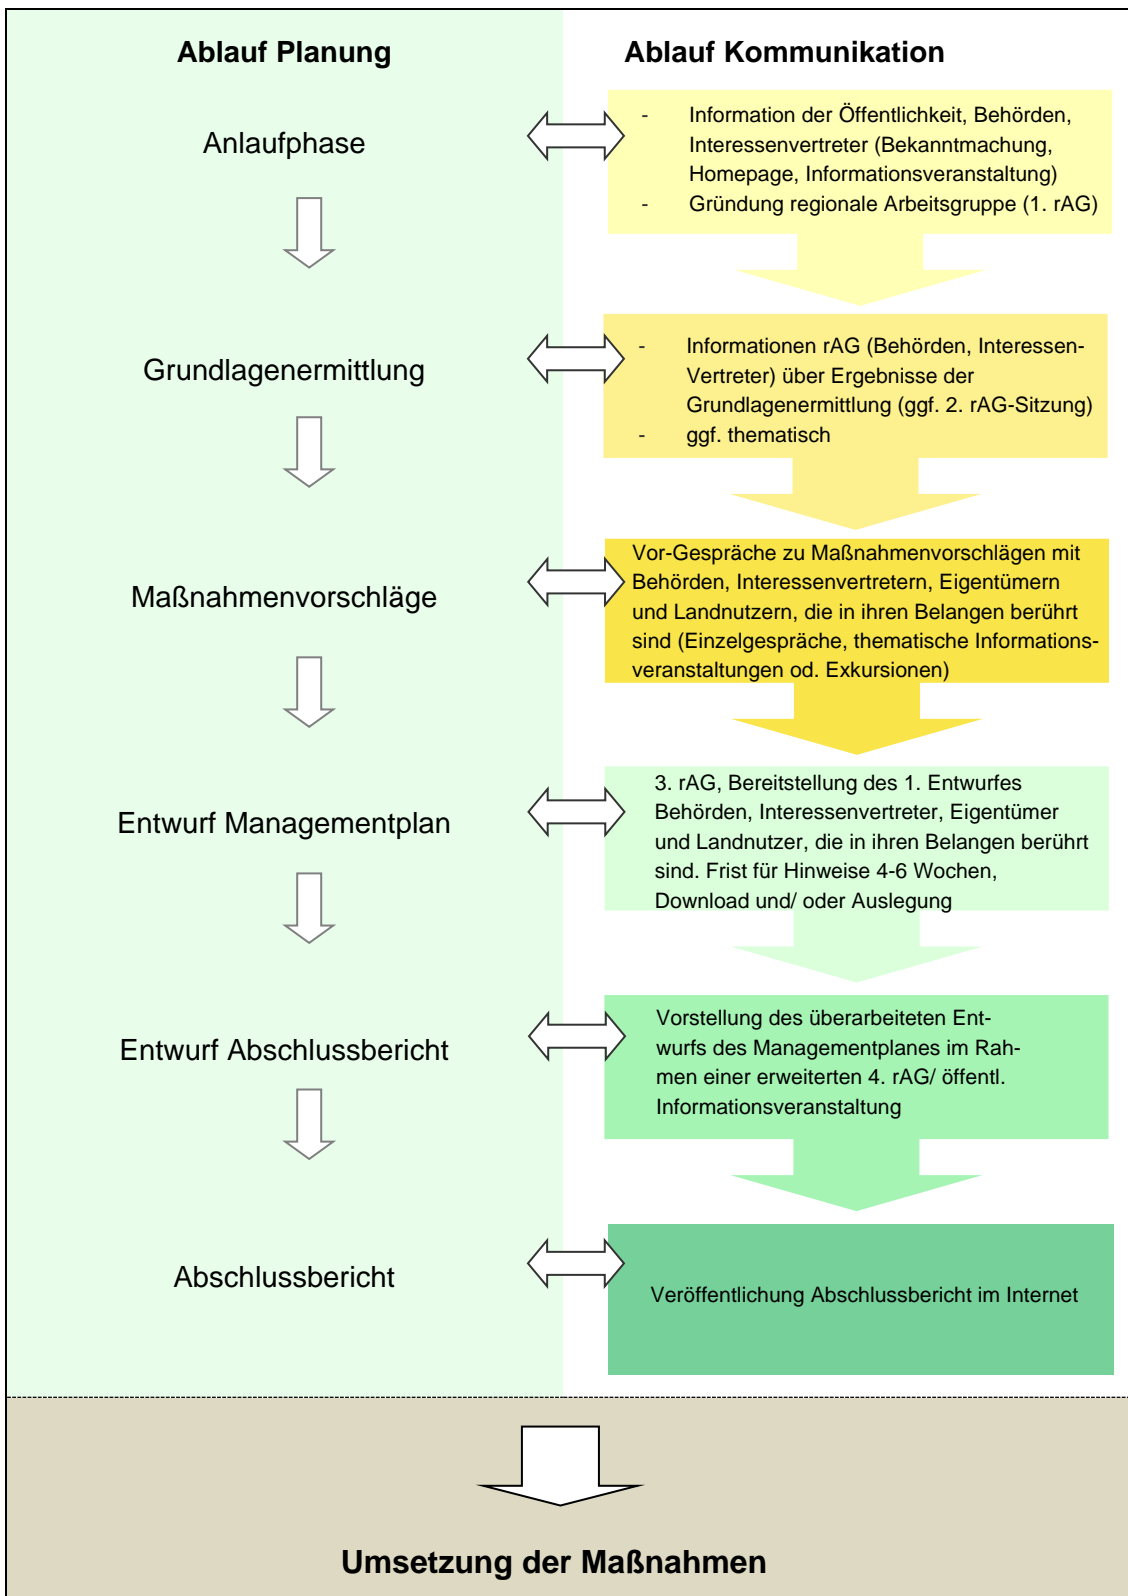 Ablauf Planung
Ablauf Kommunikation
Anlaufphase
- Information der Öffentlichkeit, Behörden,
Interessenvertreter (Bekanntmachung,
Homepage, Informationsveranstaltung)
- Gründung regionale Arbeitsgruppe (1. rAG)
Grundlagenermittlung
- Informationen rAG (Behörden, Interessen-
Vertreter) über Ergebnisse der
Grundlagenermittlung (ggf. 2. rAG-Sitzung)
- ggf. thematisch
Maßnahmenvorschläge
Vor-Gespräche zu Maßnahmenvorschlägen mit
Behörden, Interessenvertretern, Eigentümern
und Landnutzern, die in ihren Belangen berührt
sind (Einzelgespräche, thematische Informations-
veranstaltungen od. Exkursionen)
Entwurf Managementplan
3. rAG, Bereitstellung des 1. Entwurfes
Behörden, Interessenvertreter, Eigentümer
und Landnutzer, die in ihren Belangen berührt
sind. Frist für Hinweise 4-6 Wochen,
Download und/ oder Auslegung
Entwurf Abschlussbericht
Vorstellung des überarbeiteten Ent-
wurfs des Managementplanes im Rah-
men einer erweiterten 4. rAG/ öffentl.
Informationsveranstaltung
Abschlussbericht
Veröffentlichung Abschlussbericht im Internet
Umsetzung der Maßnahmen